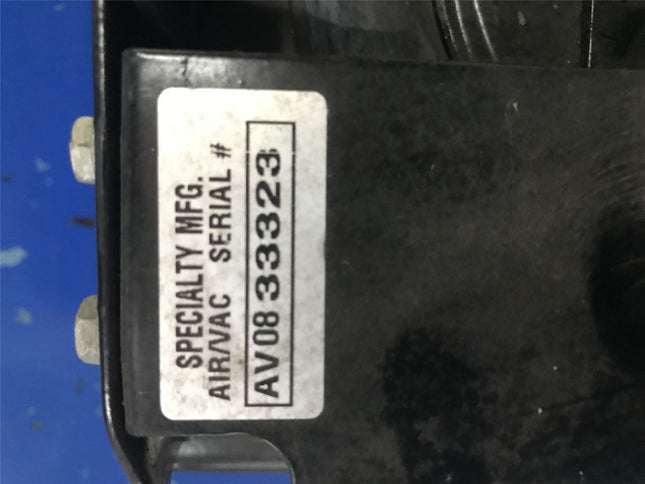 SPECIALTY MFG.
AIR/VAC SERIAL #
AV08 33323